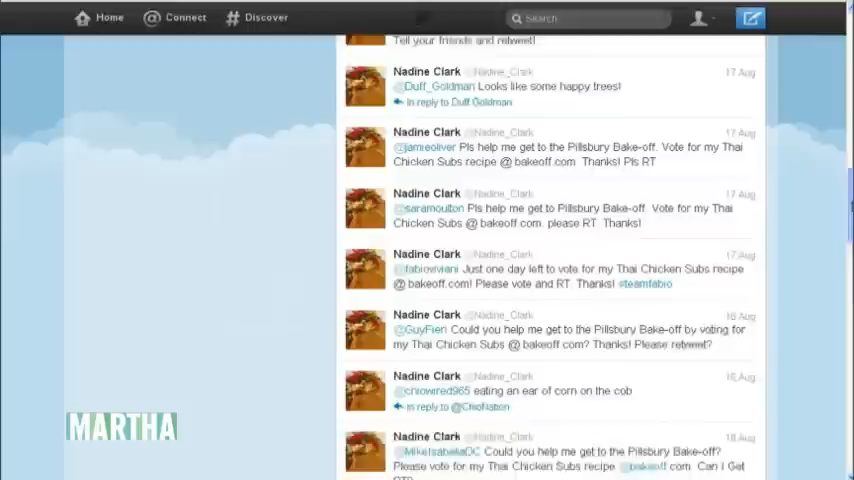 Home
Connect
Discover
Search
Tell your friends and retweet!
Nadine Clark @Nadine_Clark 17 Aug
@Duff_Goldman Looks like some happy trees!
In reply to Duff Goldman
Nadine Clark @Nadine_Clark 17 Aug
@jamieoliver Pls help me get to the Pillsbury Bake-off. Vote for my Thai
Chicken Subs recipe @ bakeoff.com. Thanks! Pls RT
Nadine Clark @Nadine_Clark 17 Aug
@saramoulton Pls help me get to Pillsbury Bake-off. Vote for my Thai
Chicken Subs @ bakeoff.com. please RT. Thanks!
Nadine Clark @Nadine_Clark 17 Aug
@fabioviviani Just one day left to vote for my Thai Chicken Subs recipe
@ bakeoff.com! Please vote and RT. Thanks! #teamfabio
Nadine Clark @Nadine_Clark 16 Aug
@GuyFieri Could you help me get to the Pillsbury Bake-off by voting for
my Thai Chicken Subs @ bakeoff.com? Thanks! Please retweet?
Nadine Clark @Nadine_Clark 16 Aug
eating an ear of corn on the cob
In reply to
Nadine Clark @Nadine_Clark 16 Aug
@MikeIsabellaDC Could you help me get to the Pillsbury Bake-off?
Please vote for my Thai Chicken Subs recipe @bakeoff.com. Can I Get
MARTHA